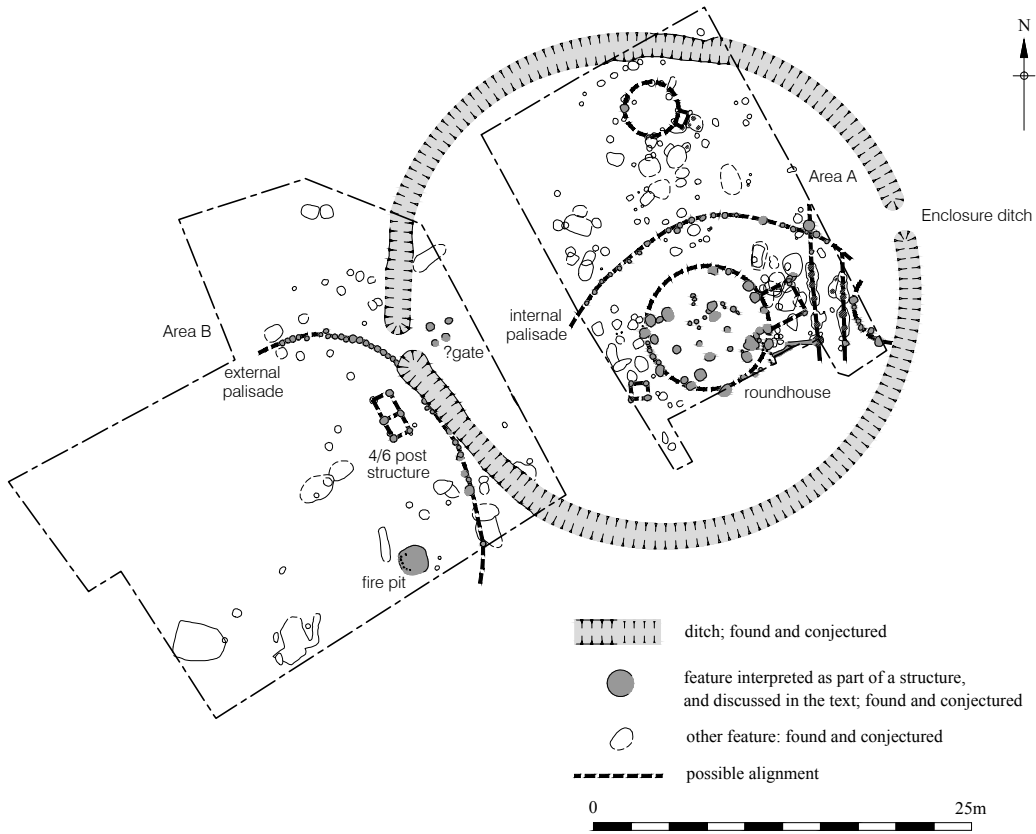 N
Area A
Enclosure ditch
internal
palisade
Area B
?gate
external
palisade
roundhouse
4/6 post
structure
fire pit
ditch; found and conjectured
feature interpreted as part of a structure,
and discussed in the text; found and conjectured
other feature: found and conjectured
possible alignment
0
25m